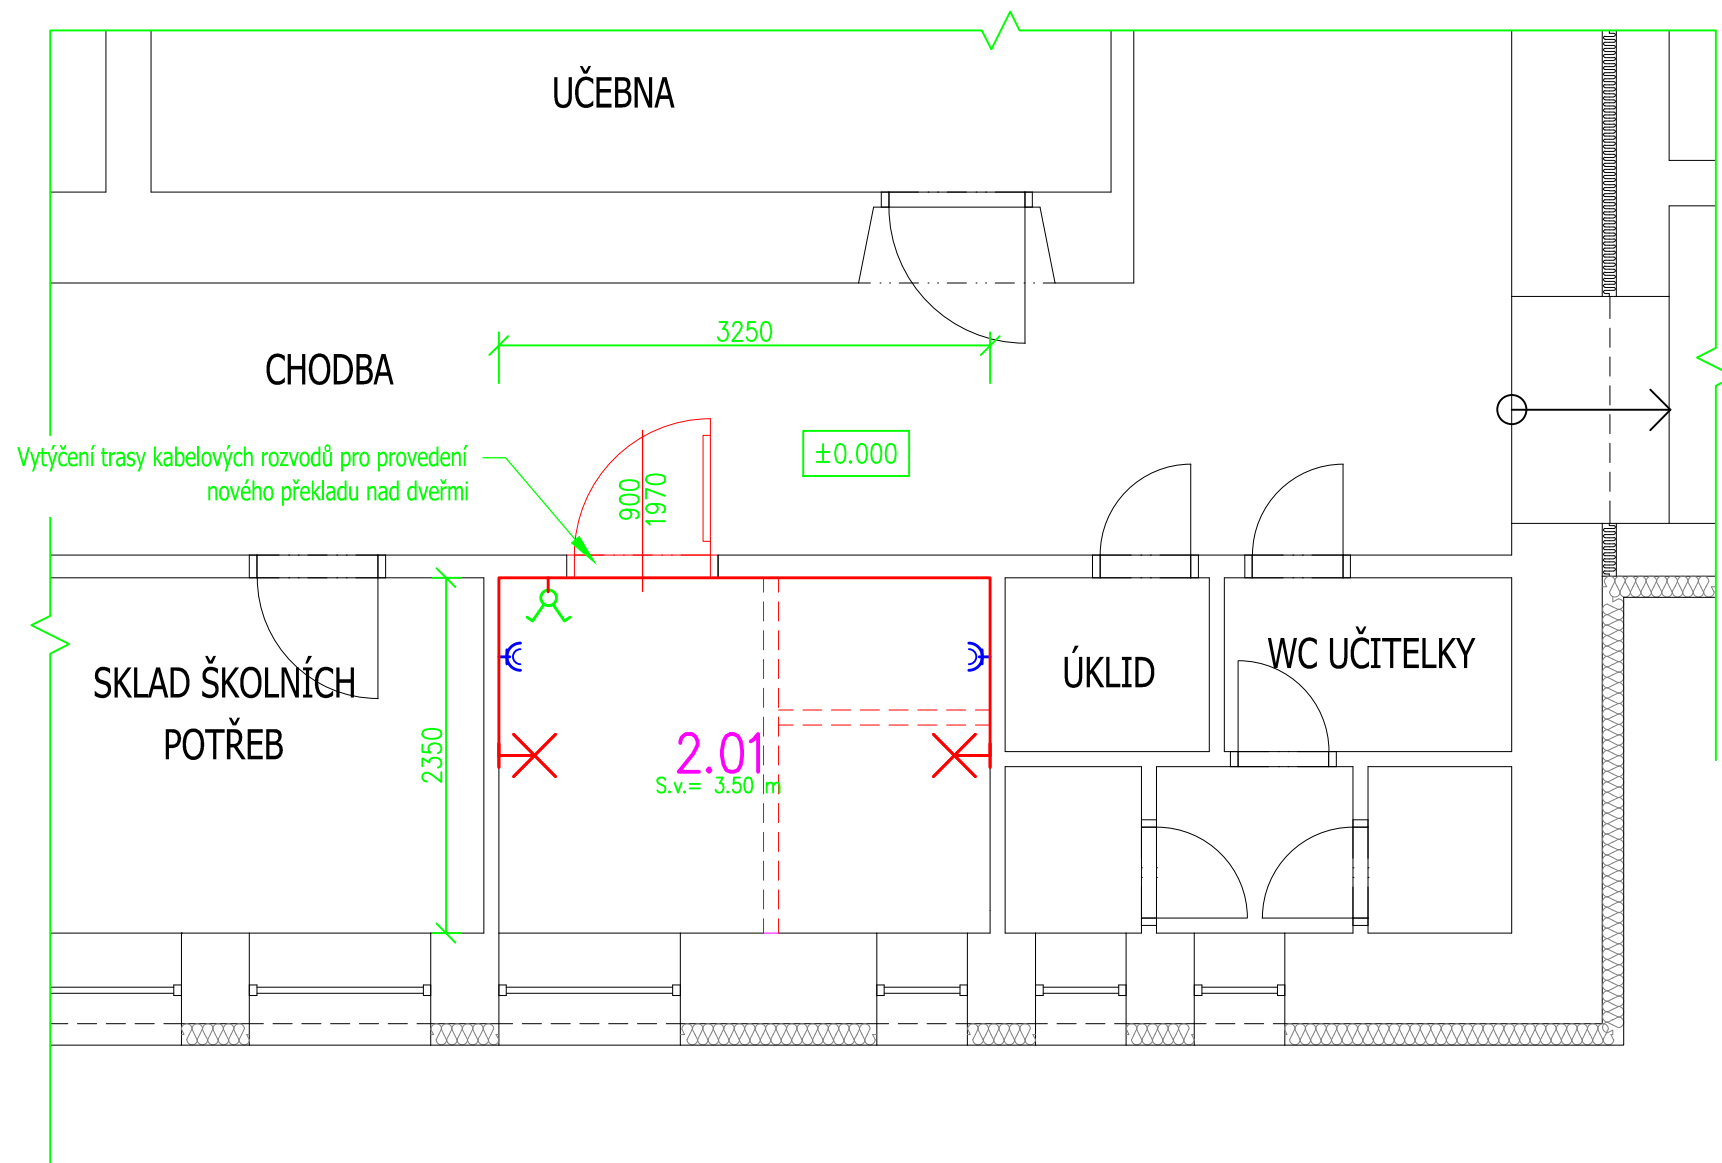 UČEBNA
3250
CHODBA
Vytýčení trasy kabelových rozvodů pro provedení
nového překladu nad dveřmi
900
1970
±0.000
SKLAD ŠKOLNÍCH
POTŘEB
2350
2.01
S.v.= 3.50 m
ÚKLID
WC UČITELKY